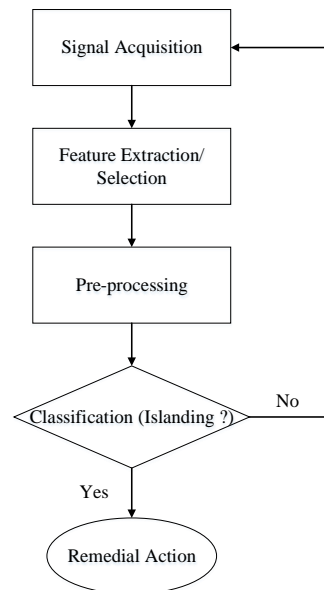 Signal Acquisition
Feature Extraction/
Selection
Pre-processing
Classification (Islanding ?)
No
Yes
Remedial Action